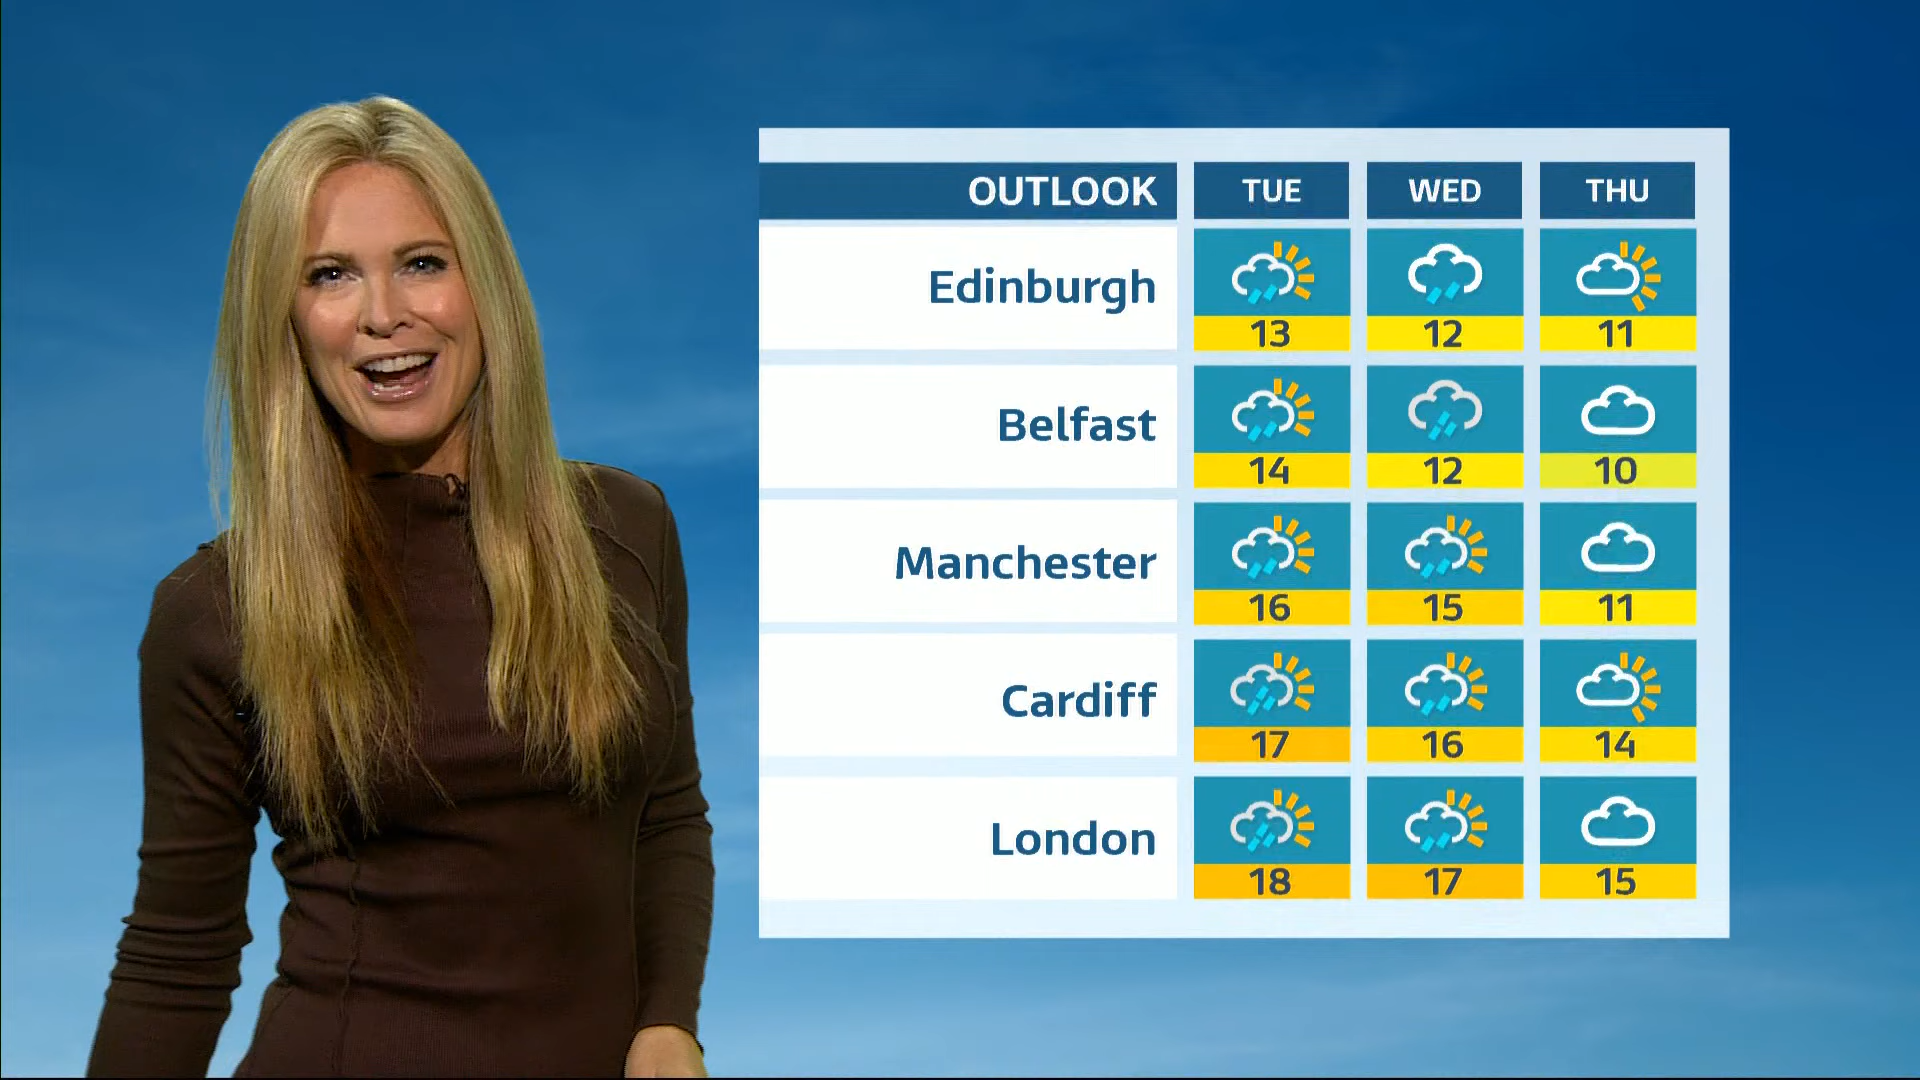 OUTLOOK TUE WED THU
Edinburgh 13 12 11
Belfast 14 12 10
Manchester 16 15 11
Cardiff 17 16 14
London 18 17 15